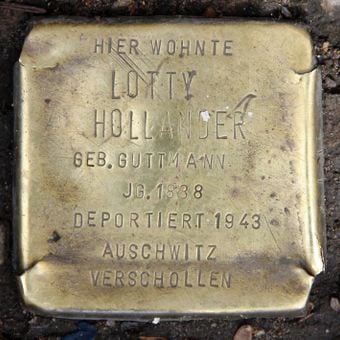 HIER WOHNTE
LOTTY
HOLLANDER
GEB. GUTTMANN
JG. 1888
DEPORTIERT 1943
AUSCHWITZ
VERSCHOLLEN